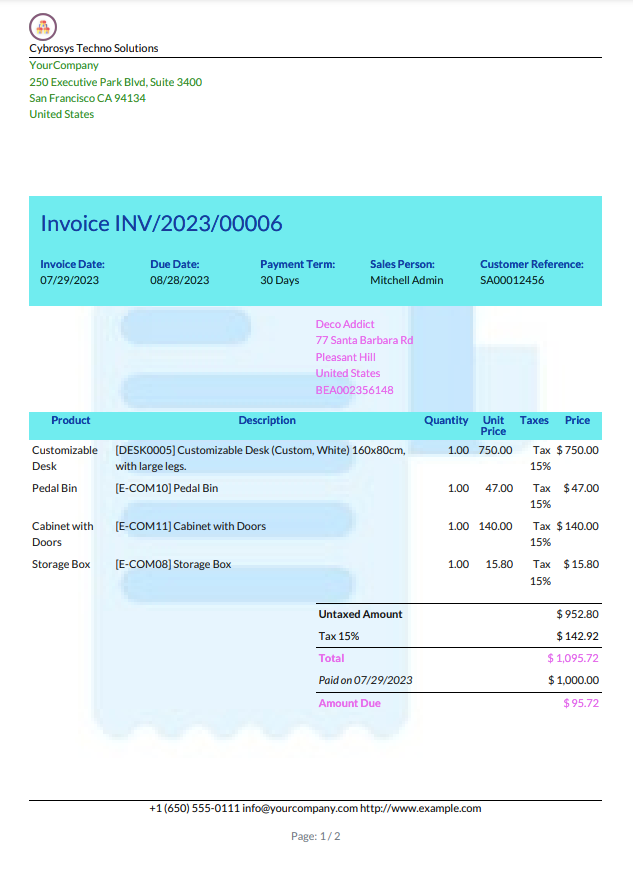 Cybrosys Techno Solutions
YourCompany
250 Executive Park Blvd, Suite 3400
San Francisco CA 94134
United States
Invoice INV/2023/00006
Invoice Date: Due Date: Payment Term: Sales Person: Customer Reference:
07/29/2023 08/28/2023 30 Days Mitchell Admin SA00012456
Deco Addict
77 Santa Barbara Rd
Pleasant Hill
United States
BEA002356148
Product Description Quantity Unit Taxes Price
Price
Customizable [DESK0005] Customizable Desk (Custom, White) 160x80cm, 1.00 750.00 Tax $ 750.00
Desk with large legs. 15%
Pedal Bin [E-COM10] Pedal Bin 1.00 47.00 Tax $ 47.00
15%
Cabinet with [E-COM11] Cabinet with Doors 1.00 140.00 Tax $ 140.00
Doors 15%
Storage Box [E-COM08] Storage Box 1.00 15.80 Tax $ 15.80
15%
Untaxed Amount $ 952.80
Tax 15% $ 142.92
Total $ 1,095.72
Paid on 07/29/2023 $ 1,000.00
Amount Due $ 95.72
+1 (650) 555-0111 info@yourcompany.com http://www.example.com
Page: 1 / 2